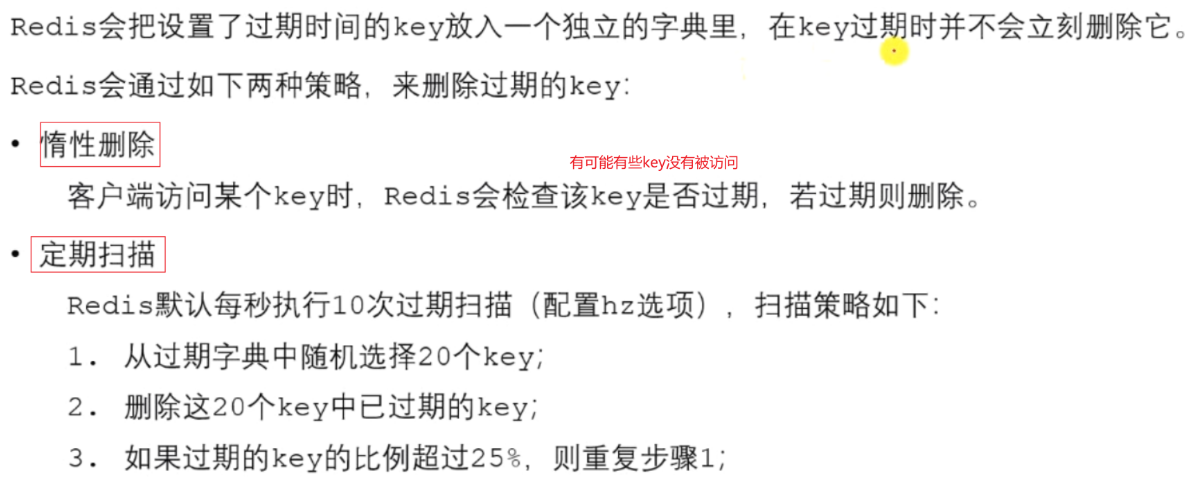 Redis会把设置了过期时间的key放入一个独立的字典里，在key过期时并不会立刻删除它。
Redis会通过如下两种策略，来删除过期的key：
• 惰性删除
有可能有些key没有被访问
客户端访问某个key时，Redis会检查该key是否过期，若过期则删除。
• 定期扫描
Redis默认每秒执行10次过期扫描（配置hz选项），扫描策略如下：
1. 从过期字典中随机选择20个key；
2. 删除这20个key中已过期的key；
3. 如果过期的key的比例超过25%，则重复步骤1；